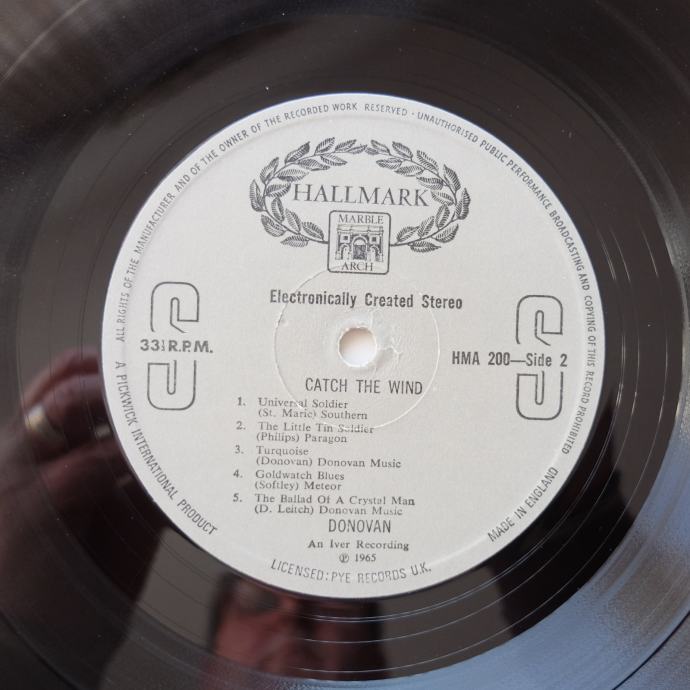 ALL RIGHTS OF THE MANUFACTURER AND OF THE OWNER OF THE RECORDED WORK RESERVED · UNAUTHORISED PUBLIC PERFORMANCE BROADCASTING AND COPYING OF THIS RECORD PROHIBITED
HALLMARK
MARBLE
ARCH
Electronically Created Stereo
33⅓ R.P.M.
HMA 200—Side 2
CATCH THE WIND
1. Universal Soldier
(St. Marie) Southern
2. The Little Tin Soldier
(Philips) Paragon
3. Turquoise
(Donovan) Donovan Music
4. Goldwatch Blues
(Softley) Meteor
5. The Ballad Of A Crystal Man
(D. Leitch) Donovan Music
DONOVAN
An Iver Recording
℗ 1965
A PICKWICK INTERNATIONAL PRODUCT
LICENSED: PYE RECORDS U.K.
MADE IN ENGLAND